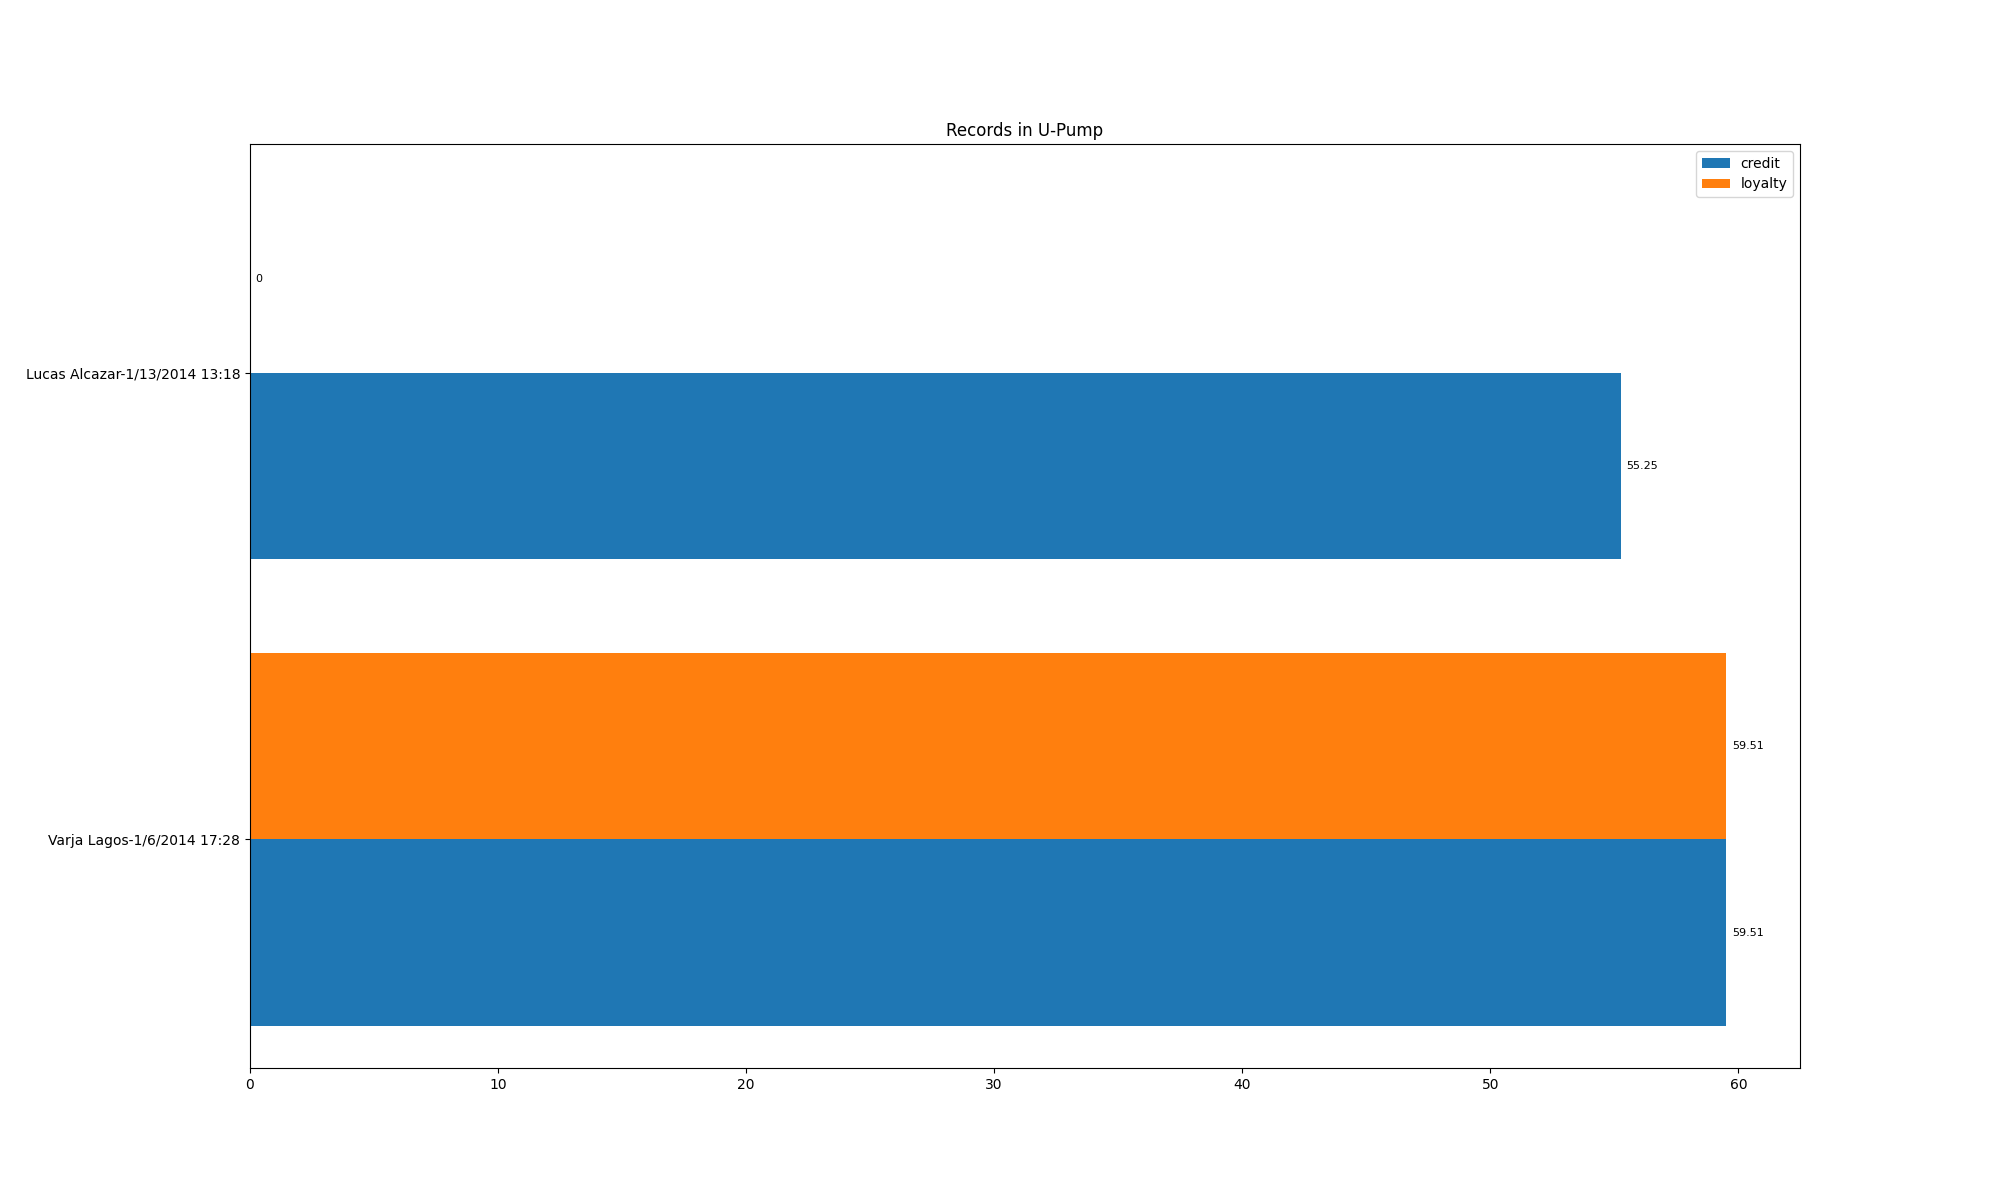 Records in U-Pump
credit
loyalty
0
Lucas Alcazar-1/13/2014 13:18
55.25
59.51
Varja Lagos-1/6/2014 17:28
59.51
0 10 20 30 40 50 60